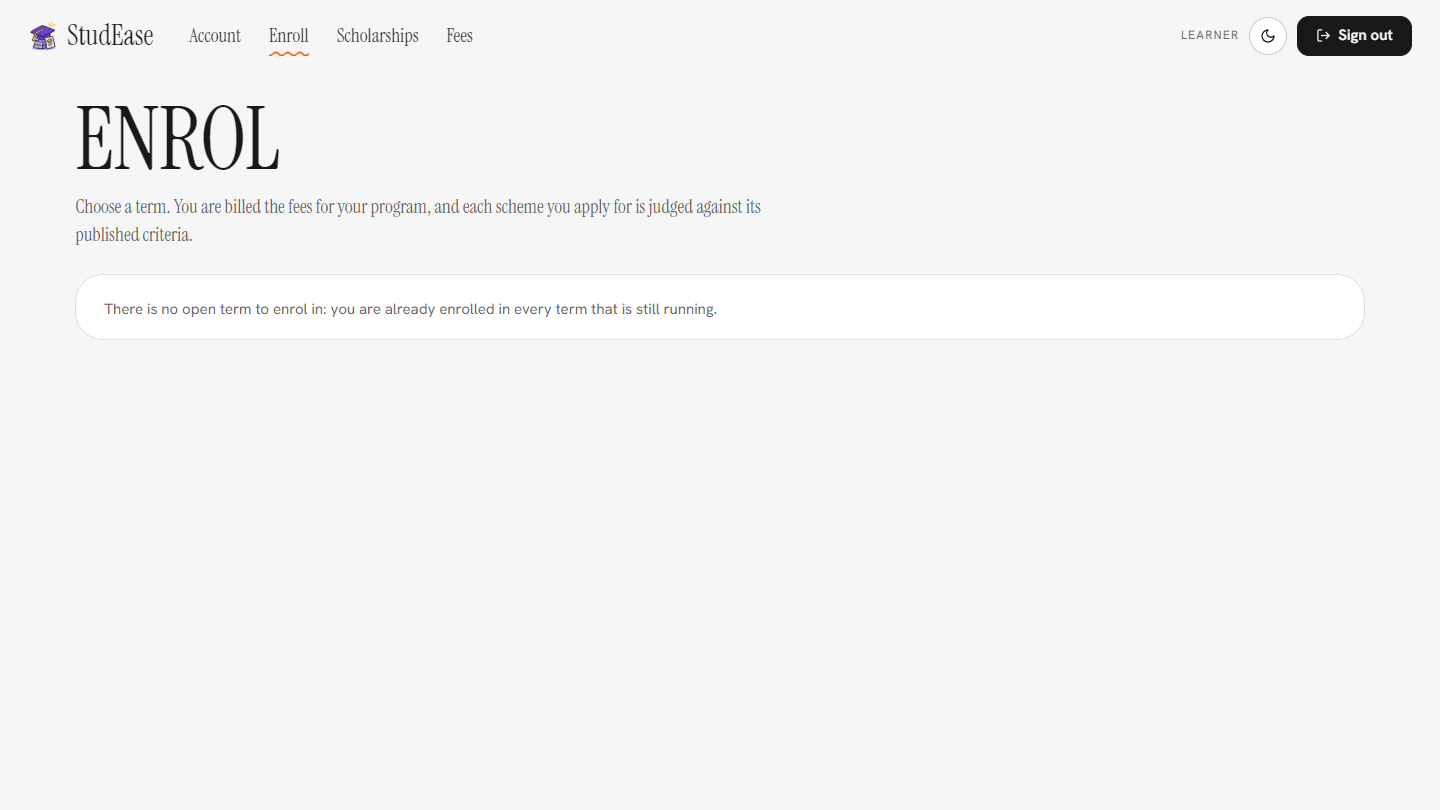 StudEase
Account
Enroll
Scholarships
Fees
LEARNER
Sign out
ENROL
Choose a term. You are billed the fees for your program, and each scheme you apply for is judged against its
published criteria.
There is no open term to enrol in: you are already enrolled in every term that is still running.